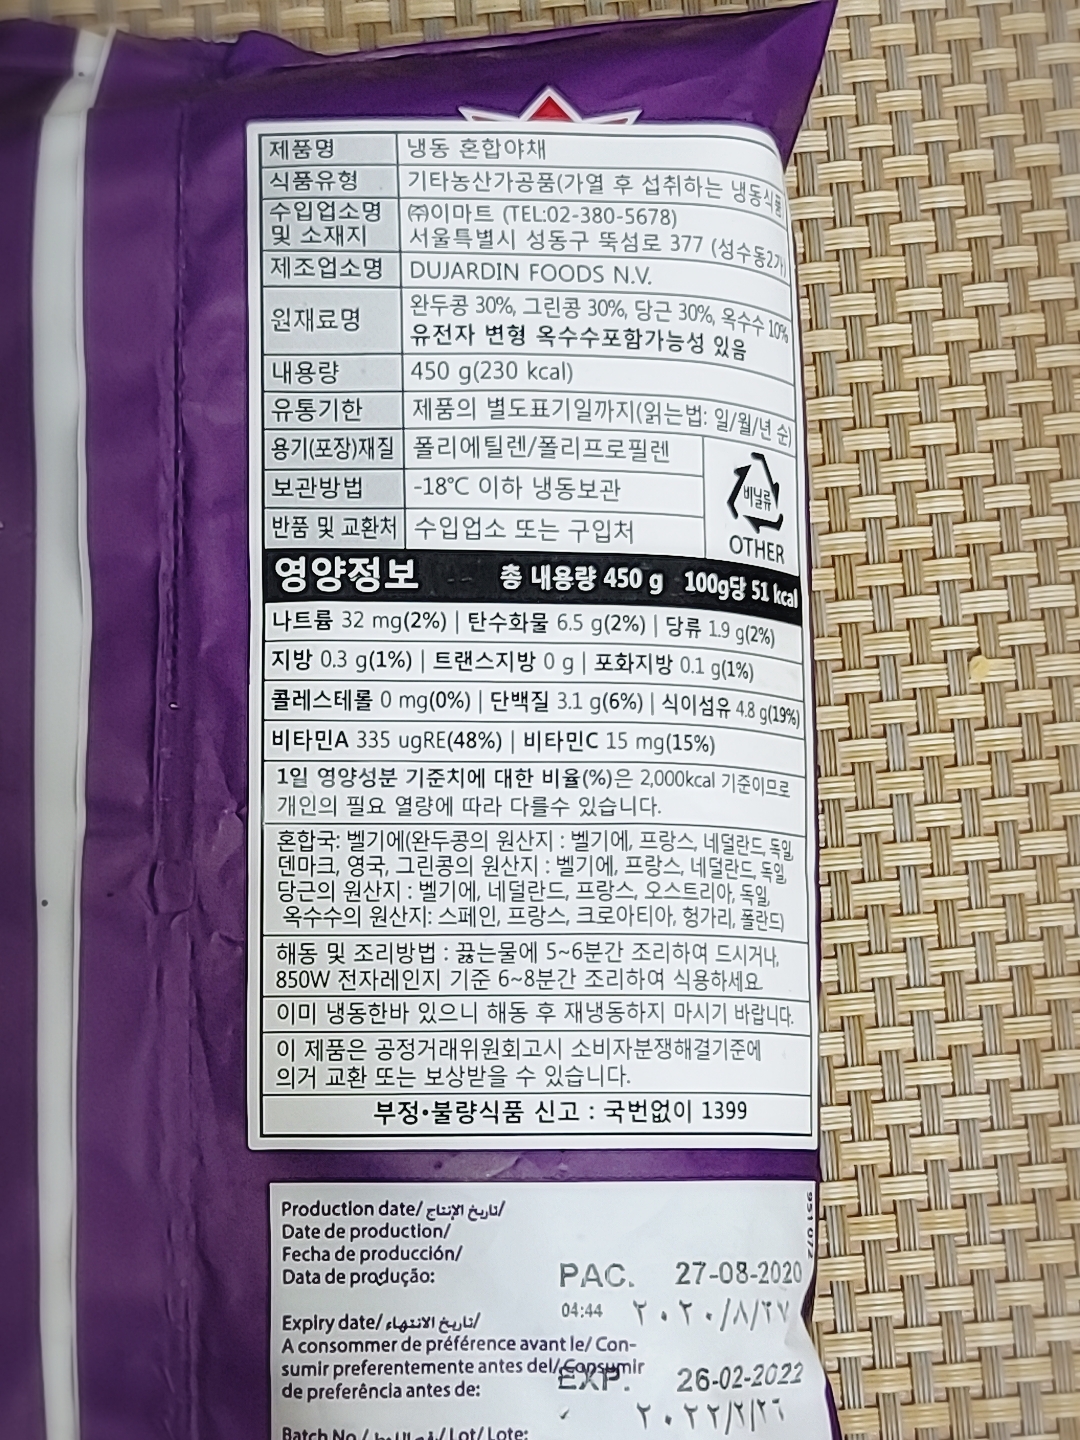 제품명 냉동 혼합야채
식품유형 기타농산가공품(가열 후 섭취하는 냉동식품)
수입업소명 및 소재지 ㈜이마트 (TEL:02-380-5678)
서울특별시 성동구 뚝섬로 377 (성수동2가)
제조업소명 DUJARDIN FOODS N.V.
원재료명 완두콩 30%, 그린콩 30%, 당근 30%, 옥수수 10%
유전자 변형 옥수수포함가능성 있음
내용량 450 g(230 kcal)
유통기한 제품의 별도표기일까지(읽는법: 일/월/년 순)
용기(포장)재질 폴리에틸렌/폴리프로필렌
보관방법 -18℃ 이하 냉동보관
반품 및 교환처 수입업소 또는 구입처
비닐류
OTHER
영양정보 총 내용량 450 g 100g당 51 kcal
나트륨 32 mg(2%) | 탄수화물 6.5 g(2%) | 당류 1.9 g(2%)
지방 0.3 g(1%) | 트랜스지방 0 g | 포화지방 0.1 g(1%)
콜레스테롤 0 mg(0%) | 단백질 3.1 g(6%) | 식이섬유 4.8 g(19%)
비타민A 335 ugRE(48%) | 비타민C 15 mg(15%)
1일 영양성분 기준치에 대한 비율(%)은 2,000kcal 기준이므로
개인의 필요 열량에 따라 다를수 있습니다.
혼합국: 벨기에(완두콩의 원산지 : 벨기에, 프랑스, 네덜란드, 독일,
덴마크, 영국, 그린콩의 원산지 : 벨기에, 프랑스, 네덜란드, 독일,
당근의 원산지 : 벨기에, 네덜란드, 프랑스, 오스트리아, 독일,
옥수수의 원산지: 스페인, 프랑스, 크로아티아, 헝가리, 폴란드)
해동 및 조리방법 : 끓는물에 5~6분간 조리하여 드시거나,
850W 전자레인지 기준 6~8분간 조리하여 식용하세요.
이미 냉동한바 있으니 해동 후 재냉동하지 마시기 바랍니다.
이 제품은 공정거래위원회고시 소비자분쟁해결기준에
의거 교환 또는 보상받을 수 있습니다.
부정•불량식품 신고 : 국번없이 1399
Production date/ تاريخ الإنتاج/
Date de production/
Fecha de producción/
Data de produção:
PAC. 27-08-2020
04:44 ٢٠٢٠/٨/٢٧
Expiry date/ تاريخ الانتهاء/
A consommer de préférence avant le/ Con-
sumir preferentemente antes del/ Consumir
de preferência antes de:
EXP. 26-02-2022
٢٠٢٢/٢/٢٦
951 072
Batch No./ /Lot/ Lote: